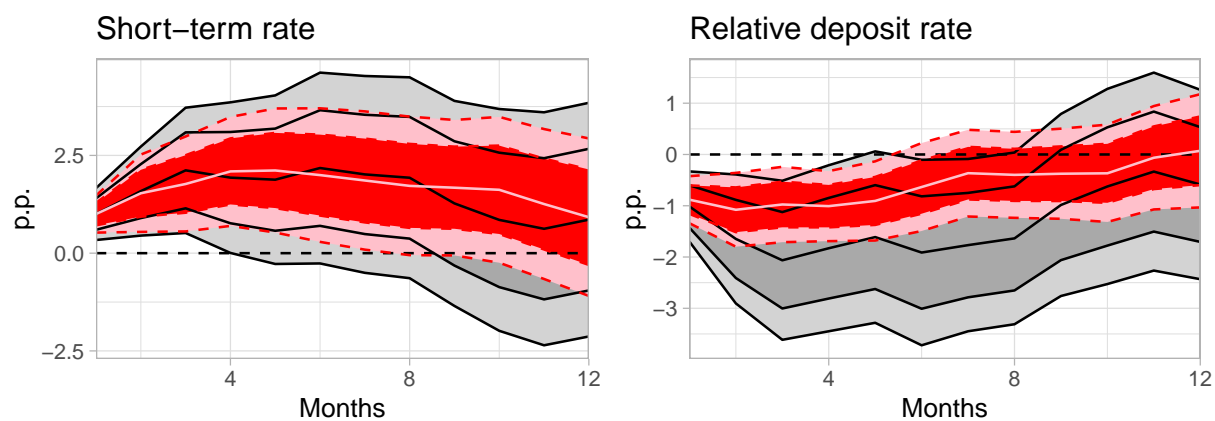 Short−term rate
p.p.
2.5
0.0
−2.5
4
8
12
Months
Relative deposit rate
p.p.
1
0
−1
−2
−3
4
8
12
Months